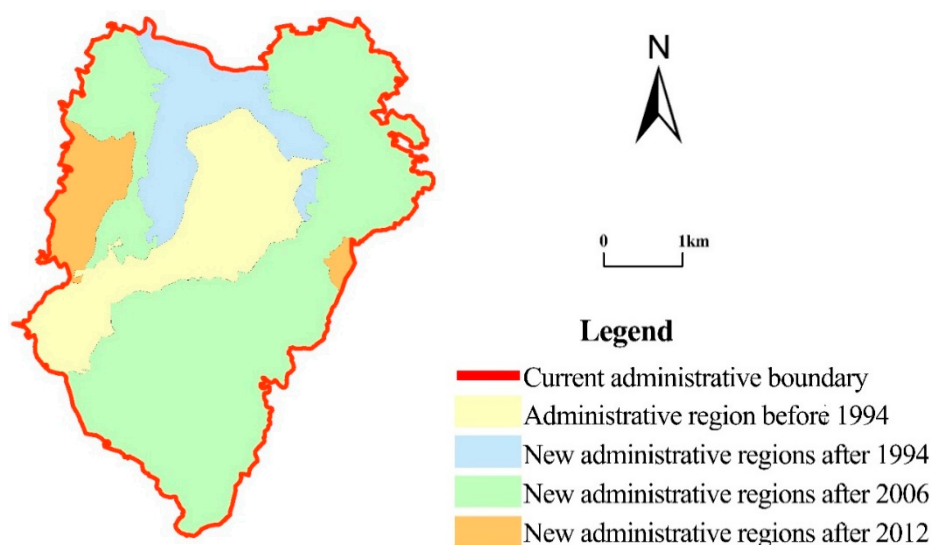 N
0 1km
Legend
Current administrative boundary
Administrative region before 1994
New administrative regions after 1994
New administrative regions after 2006
New administrative regions after 2012